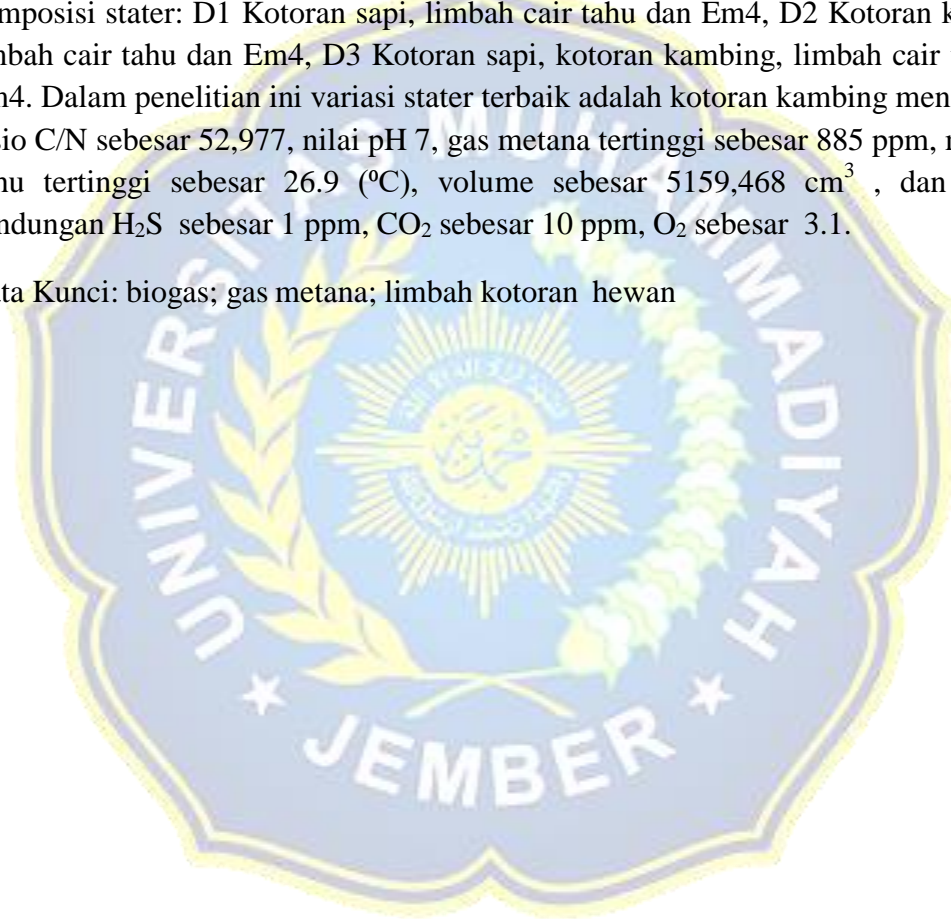 mposisi stater: D1 Kotoran sapi, limbah cair tahu dan Em4, D2 Kotoran k
nbah cair tahu dan Em4, D3 Kotoran sapi, kotoran kambing, limbah cair
n4. Dalam penelitian ini variasi stater terbaik adalah kotoran kambing men
sio C/N sebesar 52,977, nilai pH 7, gas metana tertinggi sebesar 885 ppm, n
nu tertinggi sebesar 26.9 (⁰C), volume sebesar 5159,468 cm³ , dan
ndungan H₂S sebesar 1 ppm, CO₂ sebesar 10 ppm, O₂ sebesar 3.1.
ata Kunci: biogas; gas metana; limbah kotoran hewan
UNIVERSITAS MUHAMMADIYAH
JEMBER